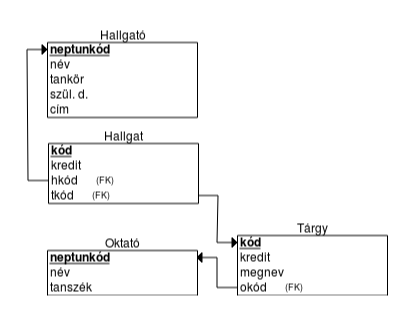 Hallgató
neptunkód
név
tankör
szül. d.
cím
Hallgat
kód
kredit
hkód (FK)
tkód (FK)
Oktató
neptunkód
név
tanszék
Tárgy
kód
kredit
megnev
okód (FK)